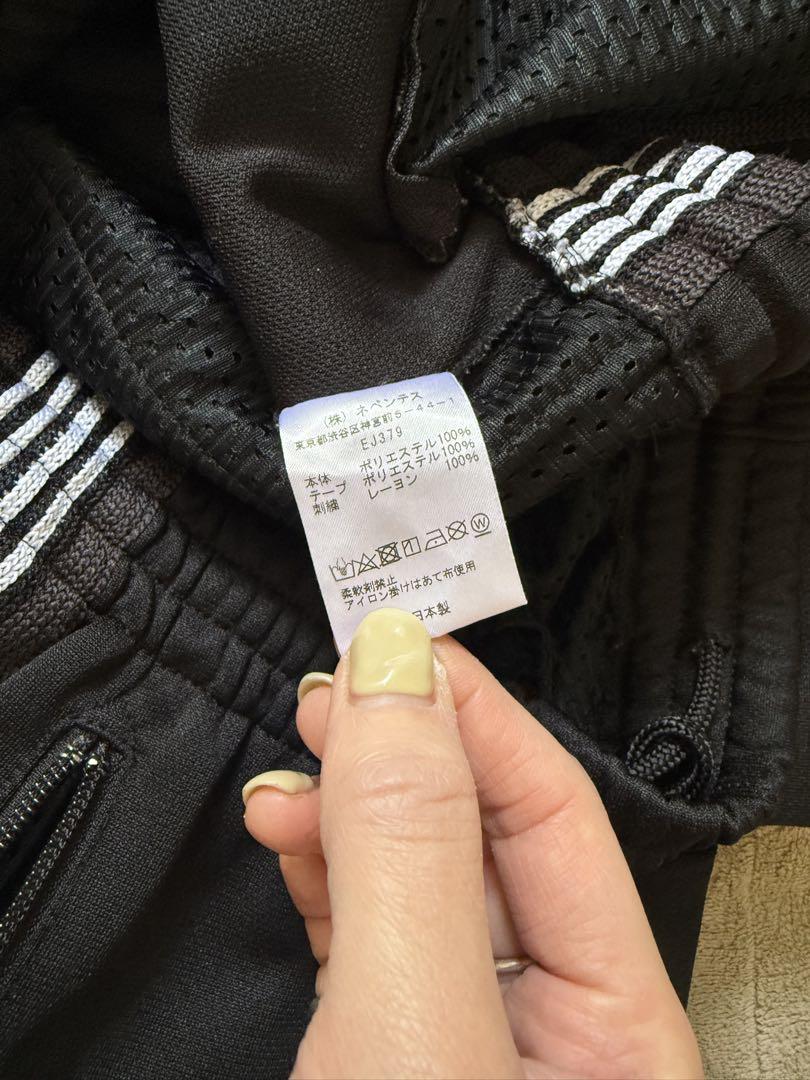 (株) ネペンテス
東京都渋谷区神宮前5-44-1
EJ379
本体 ポリエステル100%
テープ ポリエステル100%
刺繍 レーヨン 100%
W
柔軟剤禁止
アイロン掛けはあて布使用
日本製